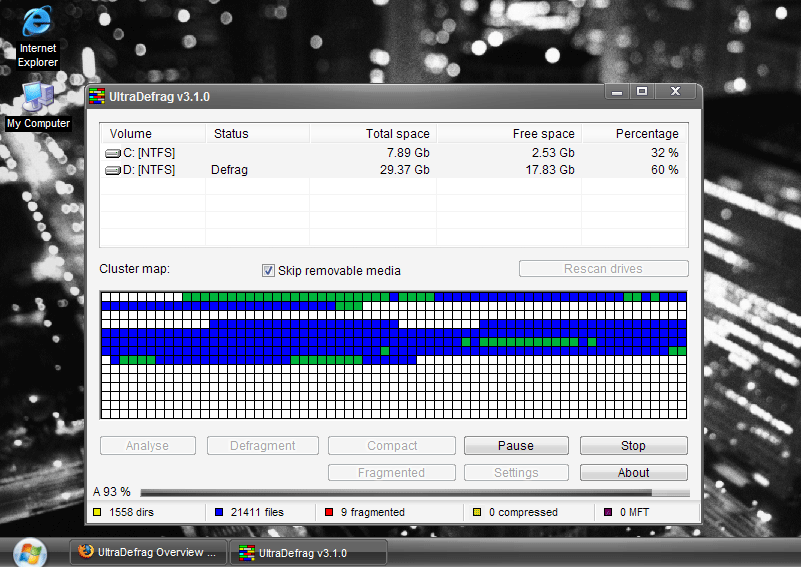 Internet
Explorer
My Computer
UltraDefrag v3.1.0
Volume Status Total space Free space Percentage
C: [NTFS] 7.89 Gb 2.53 Gb 32 %
D: [NTFS] Defrag 29.37 Gb 17.83 Gb 60 %
Cluster map: Skip removable media Rescan drives
Analyse Defragment Compact Pause Stop
Fragmented Settings About
A 93 %
1558 dirs 21411 files 9 fragmented 0 compressed 0 MFT
UltraDefrag Overview ... UltraDefrag v3.1.0